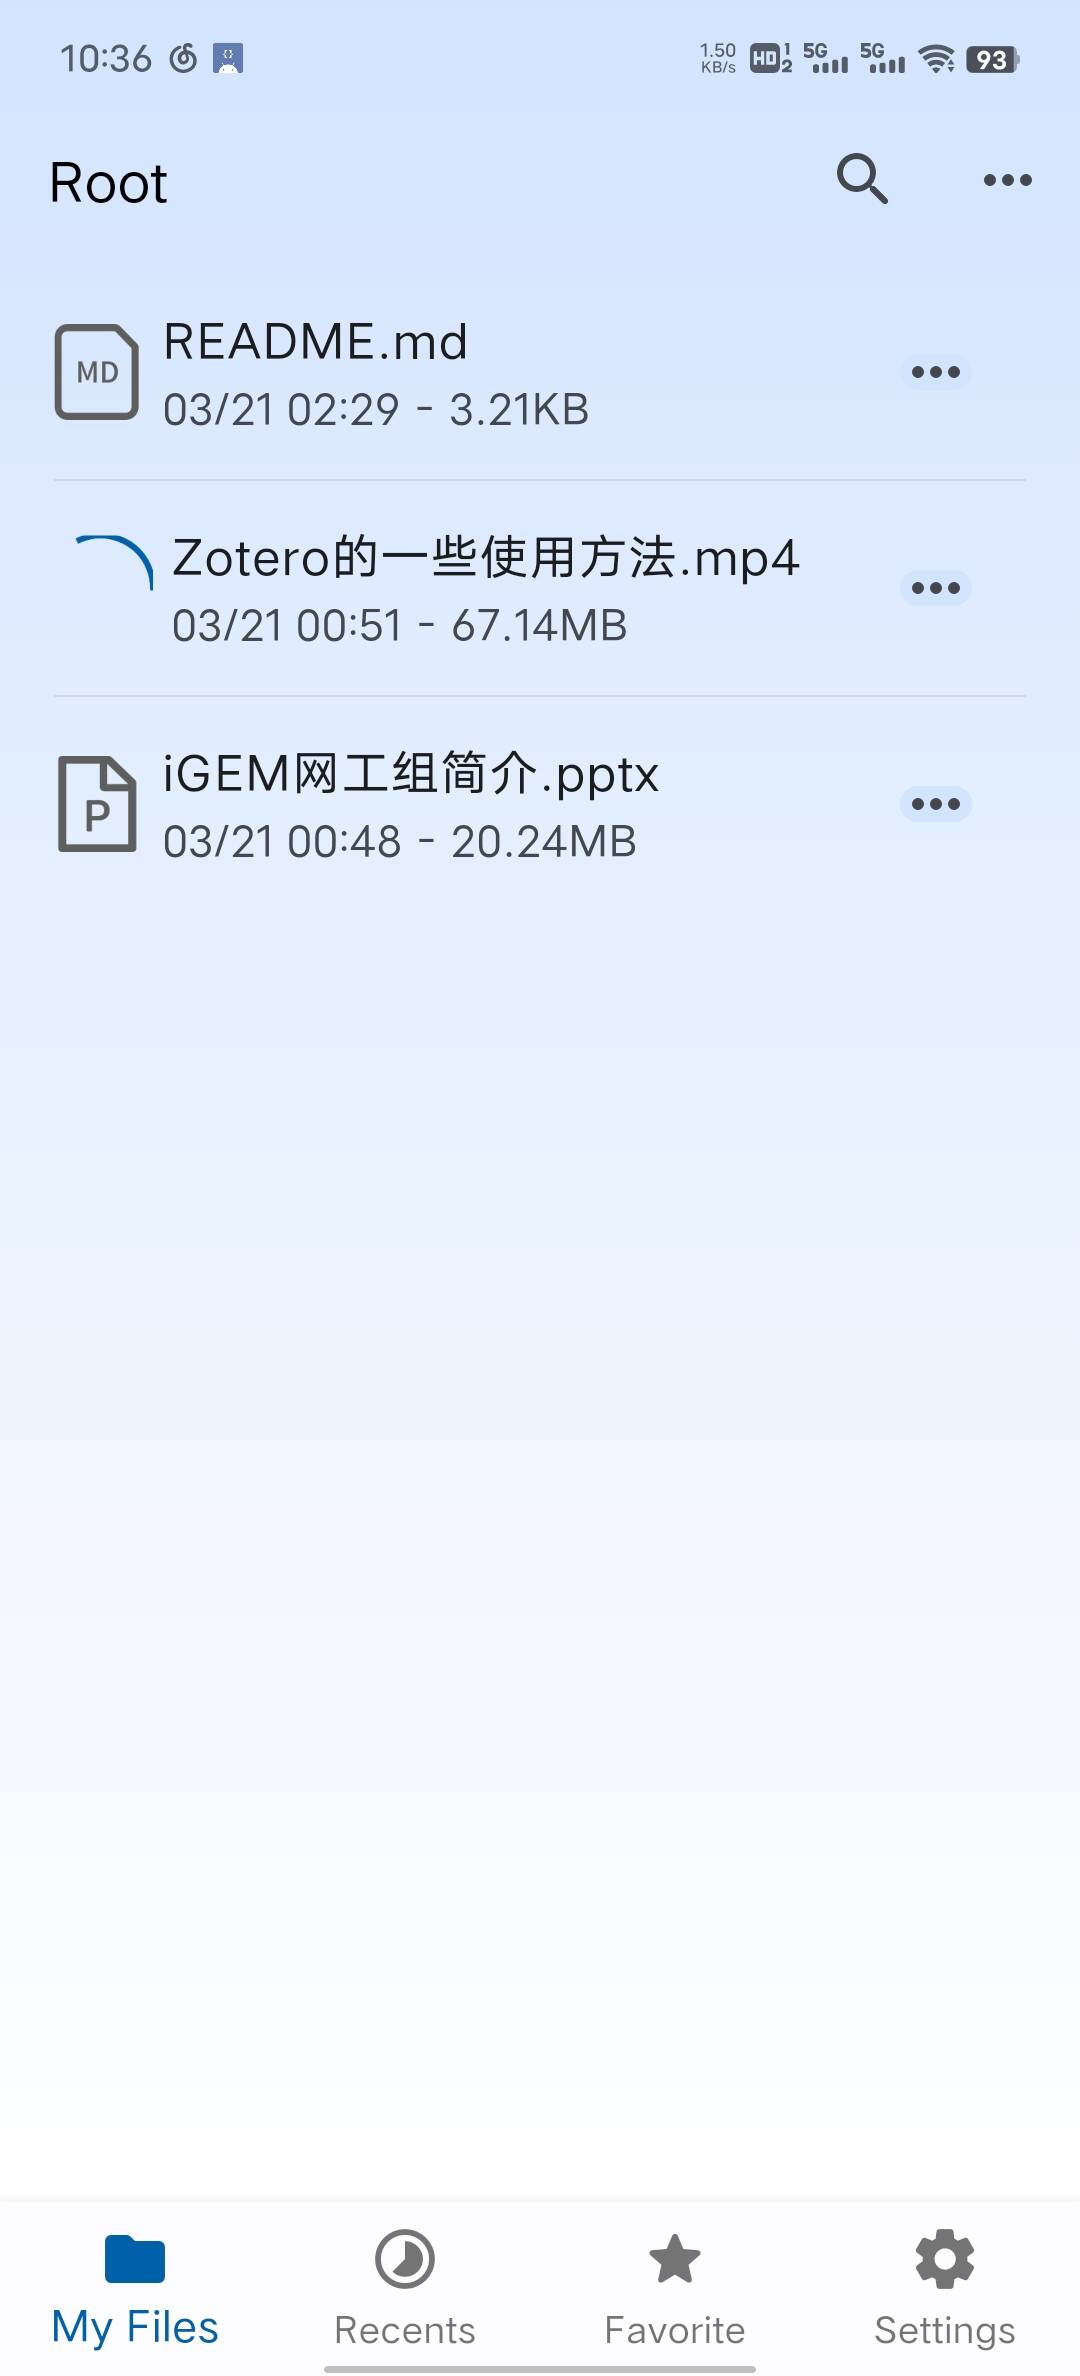 10:36
1.50 KB/s HD 1 2 5G 5G 93
Root
MD
README.md
03/21 02:29 - 3.21KB
Zotero的一些使用方法.mp4
03/21 00:51 - 67.14MB
P
iGEM网工组简介.pptx
03/21 00:48 - 20.24MB
My Files
Recents
Favorite
Settings